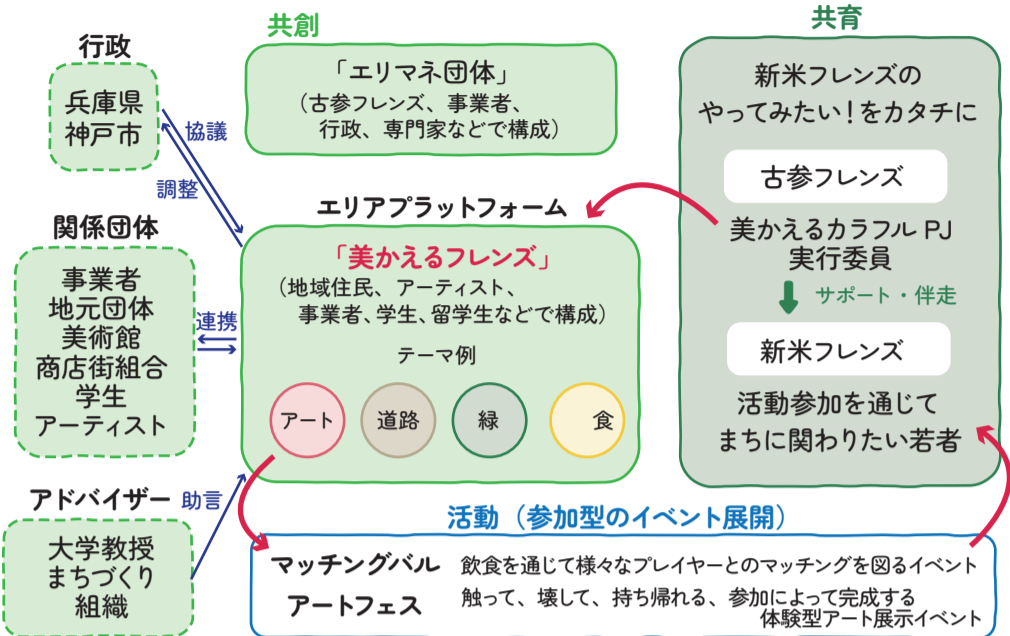 行政
兵庫県
神戸市
協議
調整
関係団体
事業者
地元団体
美術館
商店街組合
学生
アーティスト
連携
アドバイザー
大学教授
まちづくり
組織
助言
共創
「エリマネ団体」
(古参フレンズ、事業者、
行政、専門家などで構成)
エリアプラットフォーム
「美かえるフレンズ」
(地域住民、アーティスト、
事業者、学生、留学生などで構成)
テーマ例
アート
道路
緑
食
共育
新米フレンズの
やってみたい!をカタチに
古参フレンズ
美かえるカラフル PJ
実行委員
サポート・伴走
新米フレンズ
活動参加を通じて
まちに関わりたい若者
活動(参加型のイベント展開)
マッチングバル 飲食を通じて様々なプレイヤーとのマッチングを図るイベント
アートフェス 触って、壊して、持ち帰れる、参加によって完成する
体験型アート展示イベント